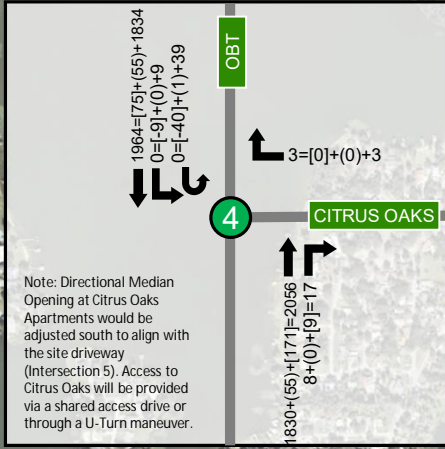 1964=[75]+(55)+1834
0=[-9]+(0)+9
0=[-40]+(1)+39
OBT
3=[0]+(0)+3
4
CITRUS OAKS
1830+(55)+[171]=2056
8+(0)+[9]=17
Note: Directional Median
Opening at Citrus Oaks
Apartments would be
adjusted south to align with
the site driveway
(Intersection 5). Access to
Citrus Oaks will be provided
via a shared access drive or
through a U-Turn maneuver.